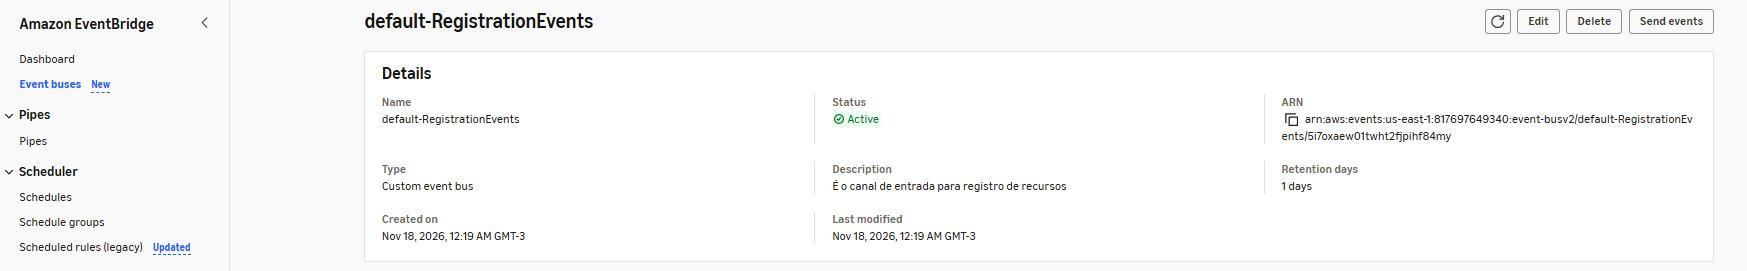 Amazon EventBridge
Dashboard
Event buses New
Pipes
Pipes
Scheduler
Schedules
Schedule groups
Scheduled rules (legacy) Updated
default-RegistrationEvents
Edit
Delete
Send events
Details
Name
default-RegistrationEvents
Status
Active
ARN
arn:aws:events:us-east-1:817697649340:event-busv2/default-RegistrationEv
ents/5i7oxaew01twht2fjpihf84my
Type
Custom event bus
Description
É o canal de entrada para registro de recursos
Retention days
1 days
Created on
Nov 18, 2026, 12:19 AM GMT-3
Last modified
Nov 18, 2026, 12:19 AM GMT-3